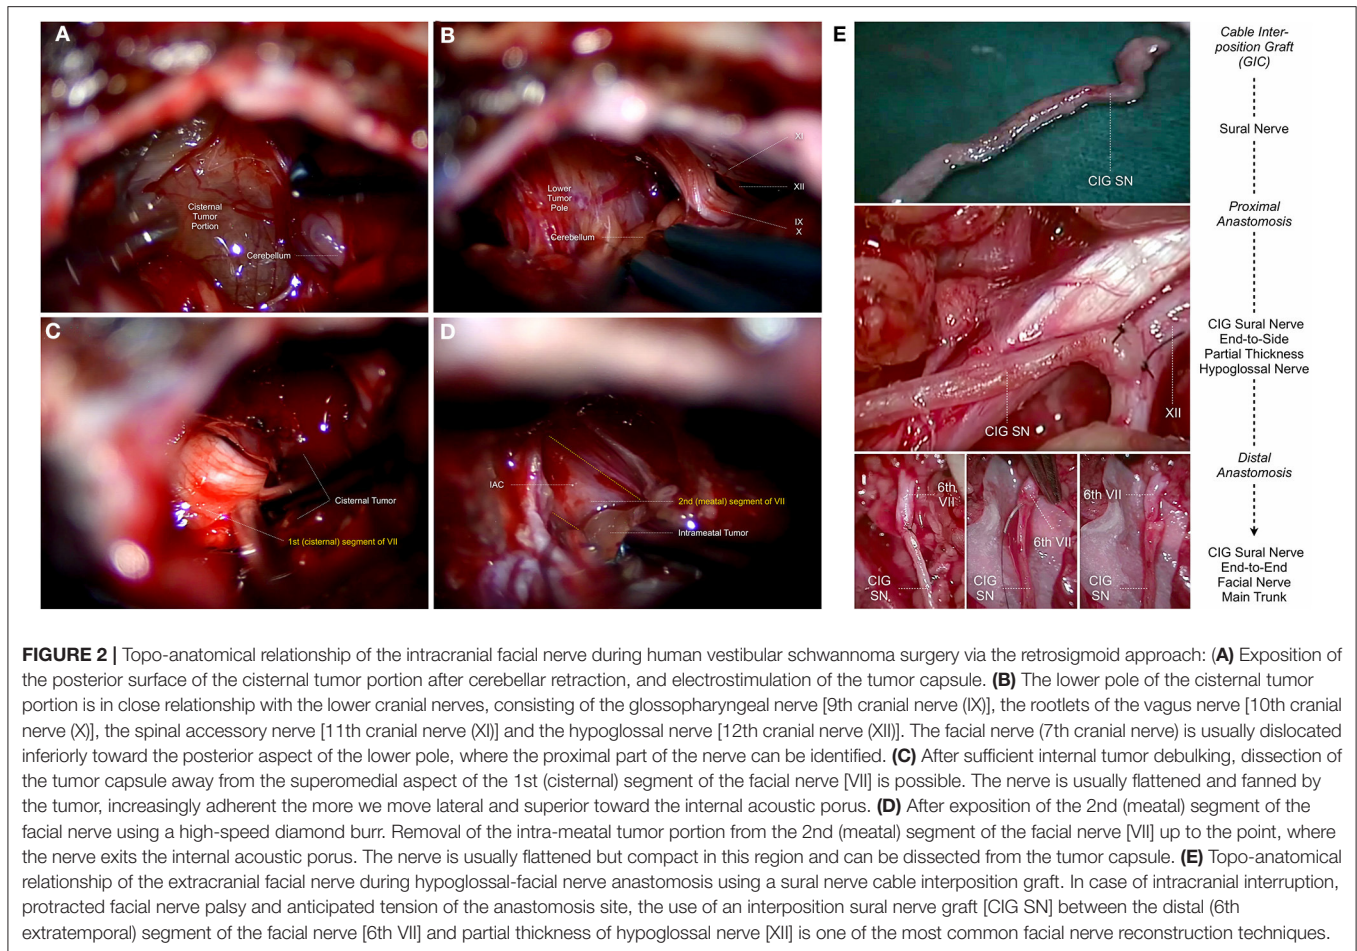 A
Cisternal
Tumor
Portion
Cerebellum
B
XI
XII
Lower
Tumor
Pole
IX
X
Cerebellum
C
Cisternal Tumor
1st (cisternal) segment of VII
D
IAC
2nd (meatal) segment of VII
Intrameatal Tumor
E
CIG SN
CIG SN
XII
6th
VII
CIG
SN
6th VII
CIG
SN
6th VII
CIG
SN
Cable Inter-
position Graft
(GIC)
Sural Nerve
Proximal
Anastomosis
CIG Sural Nerve
End-to-Side
Partial Thickness
Hypoglossal Nerve
Distal
Anastomosis
CIG Sural Nerve
End-to-End
Facial Nerve
Main Trunk
FIGURE 2 | Topo-anatomical relationship of the intracranial facial nerve during human vestibular schwannoma surgery via the retrosigmoid approach: (A) Exposition of
the posterior surface of the cisternal tumor portion after cerebellar retraction, and electrostimulation of the tumor capsule. (B) The lower pole of the cisternal tumor
portion is in close relationship with the lower cranial nerves, consisting of the glossopharyngeal nerve [9th cranial nerve (IX)], the rootlets of the vagus nerve [10th cranial
nerve (X)], the spinal accessory nerve [11th cranial nerve (XI)] and the hypoglossal nerve [12th cranial nerve (XII)]. The facial nerve (7th cranial nerve) is usually dislocated
inferiorly toward the posterior aspect of the lower pole, where the proximal part of the nerve can be identified. (C) After sufficient internal tumor debulking, dissection of
the tumor capsule away from the superomedial aspect of the 1st (cisternal) segment of the facial nerve [VII] is possible. The nerve is usually flattened and fanned by
the tumor, increasingly adherent the more we move lateral and superior toward the internal acoustic porus. (D) After exposition of the 2nd (meatal) segment of the
facial nerve using a high-speed diamond burr. Removal of the intra-meatal tumor portion from the 2nd (meatal) segment of the facial nerve [VII] up to the point, where
the nerve exits the internal acoustic porus. The nerve is usually flattened but compact in this region and can be dissected from the tumor capsule. (E) Topo-anatomical
relationship of the extracranial facial nerve during hypoglossal-facial nerve anastomosis using a sural nerve cable interposition graft. In case of intracranial interruption,
protracted facial nerve palsy and anticipated tension of the anastomosis site, the use of an interposition sural nerve graft [CIG SN] between the distal (6th
extratemporal) segment of the facial nerve [6th VII] and partial thickness of hypoglossal nerve [XII] is one of the most common facial nerve reconstruction techniques.